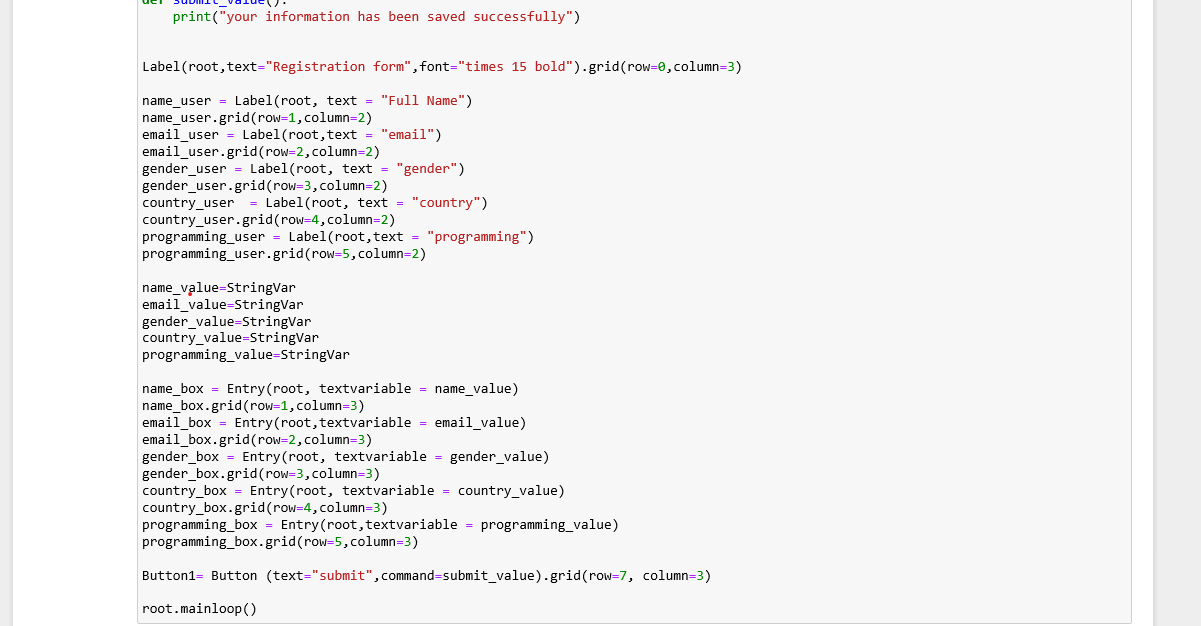 def submit_value():
    print("your information has been saved successfully")
Label(root,text="Registration form",font="times 15 bold").grid(row=0,column=3)
name_user = Label(root, text = "Full Name")
name_user.grid(row=1,column=2)
email_user = Label(root,text = "email")
email_user.grid(row=2,column=2)
gender_user = Label(root, text = "gender")
gender_user.grid(row=3,column=2)
country_user  = Label(root, text = "country")
country_user.grid(row=4,column=2)
programming_user = Label(root,text = "programming")
programming_user.grid(row=5,column=2)
name_value=StringVar
email_value=StringVar
gender_value=StringVar
country_value=StringVar
programming_value=StringVar
name_box = Entry(root, textvariable = name_value)
name_box.grid(row=1,column=3)
email_box = Entry(root,textvariable = email_value)
email_box.grid(row=2,column=3)
gender_box = Entry(root, textvariable = gender_value)
gender_box.grid(row=3,column=3)
country_box = Entry(root, textvariable = country_value)
country_box.grid(row=4,column=3)
programming_box = Entry(root,textvariable = programming_value)
programming_box.grid(row=5,column=3)
Button1= Button (text="submit",command=submit_value).grid(row=7, column=3)
root.mainloop()